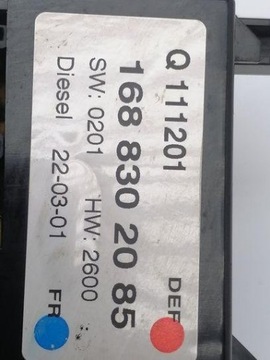 Q 111201
DEF
168 830 20 85
SW: 0201 HW: 2600
Diesel 22-03-01 FR